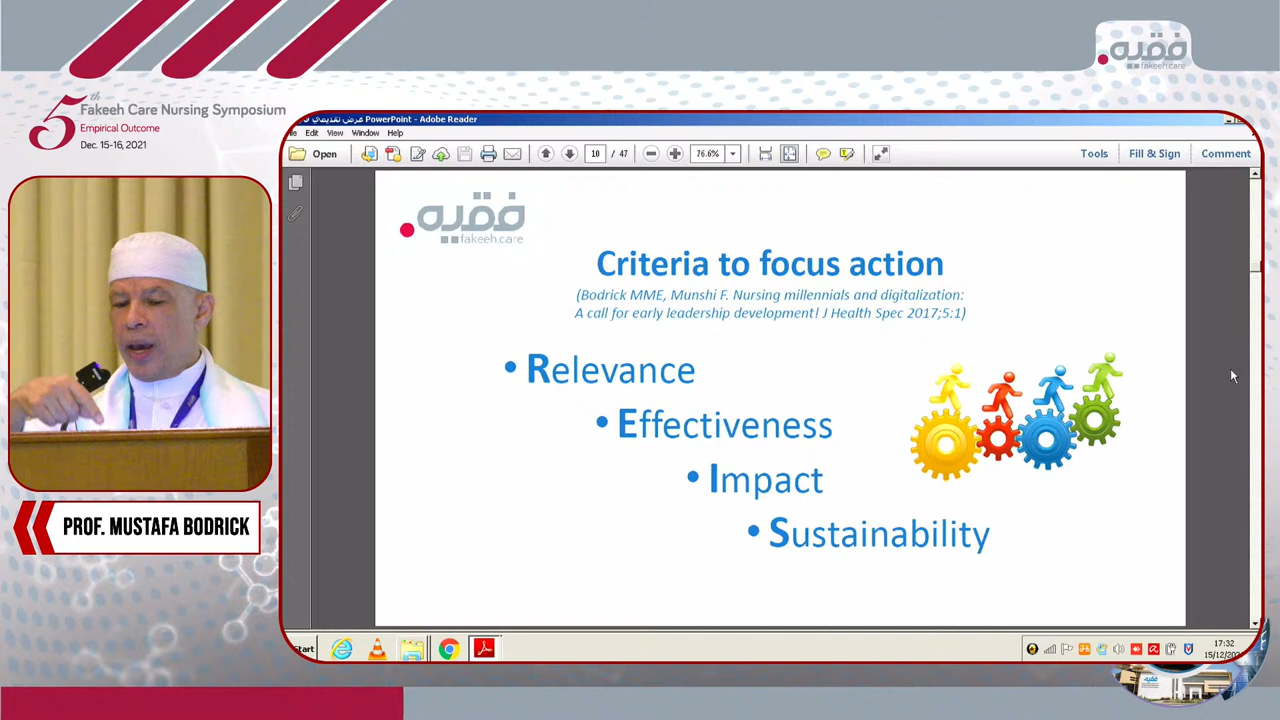 فقيه
fakeeh.care
5th
Fakeeh Care Nursing Symposium
Empirical Outcome
Dec. 15-16, 2021
PowerPoint عرض تقديمي - Adobe Reader
Edit View Window Help
Open
10 / 47
76.6%
Tools
Fill & Sign
Comment
فقيه
fakeeh.care
Criteria to focus action
(Bodrick MME, Munshi F. Nursing millennials and digitalization:
A call for early leadership development! J Health Spec 2017;5:1)
• Relevance
• Effectiveness
• Impact
• Sustainability
PROF. MUSTAFA BODRICK
17:32
فقيه